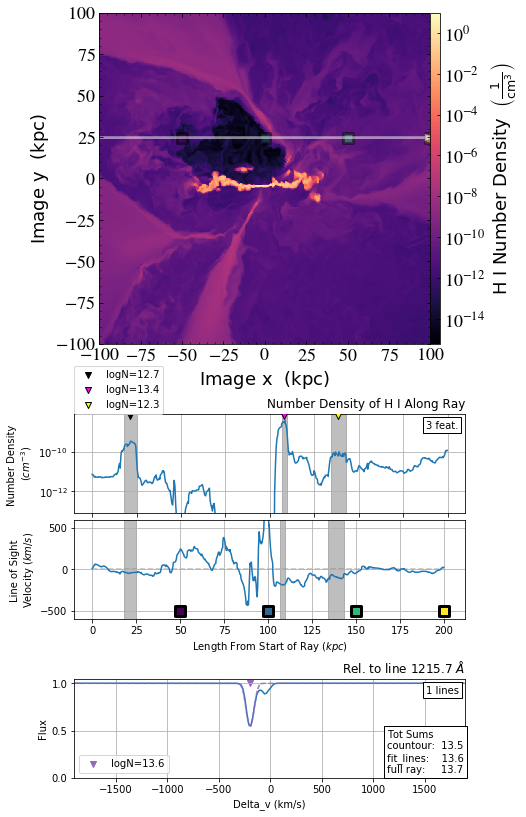 100
75
50
25
0
−25
−50
−75
−100
Image y (kpc)
−100 −75 −50 −25 0 25 50 75 100
Image x (kpc)
10^0
10^−2
10^−4
10^−6
10^−8
10^−10
10^−12
10^−14
H I Number Density (1/cm^3)
logN=12.7
logN=13.4
logN=12.3
Number Density of H I Along Ray
3 feat.
10^−10
10^−12
Number Density
(cm^−3)
500
0
−500
Line of Sight
Velocity (km/s)
0 25 50 75 100 125 150 175 200
Length From Start of Ray (kpc)
Rel. to line 1215.7 Å
1 lines
1.0
0.5
0.0
Flux
logN=13.6
Tot Sums
countour: 13.5
fit_lines: 13.6
full ray: 13.7
−1500 −1000 −500 0 500 1000 1500
Delta_v (km/s)